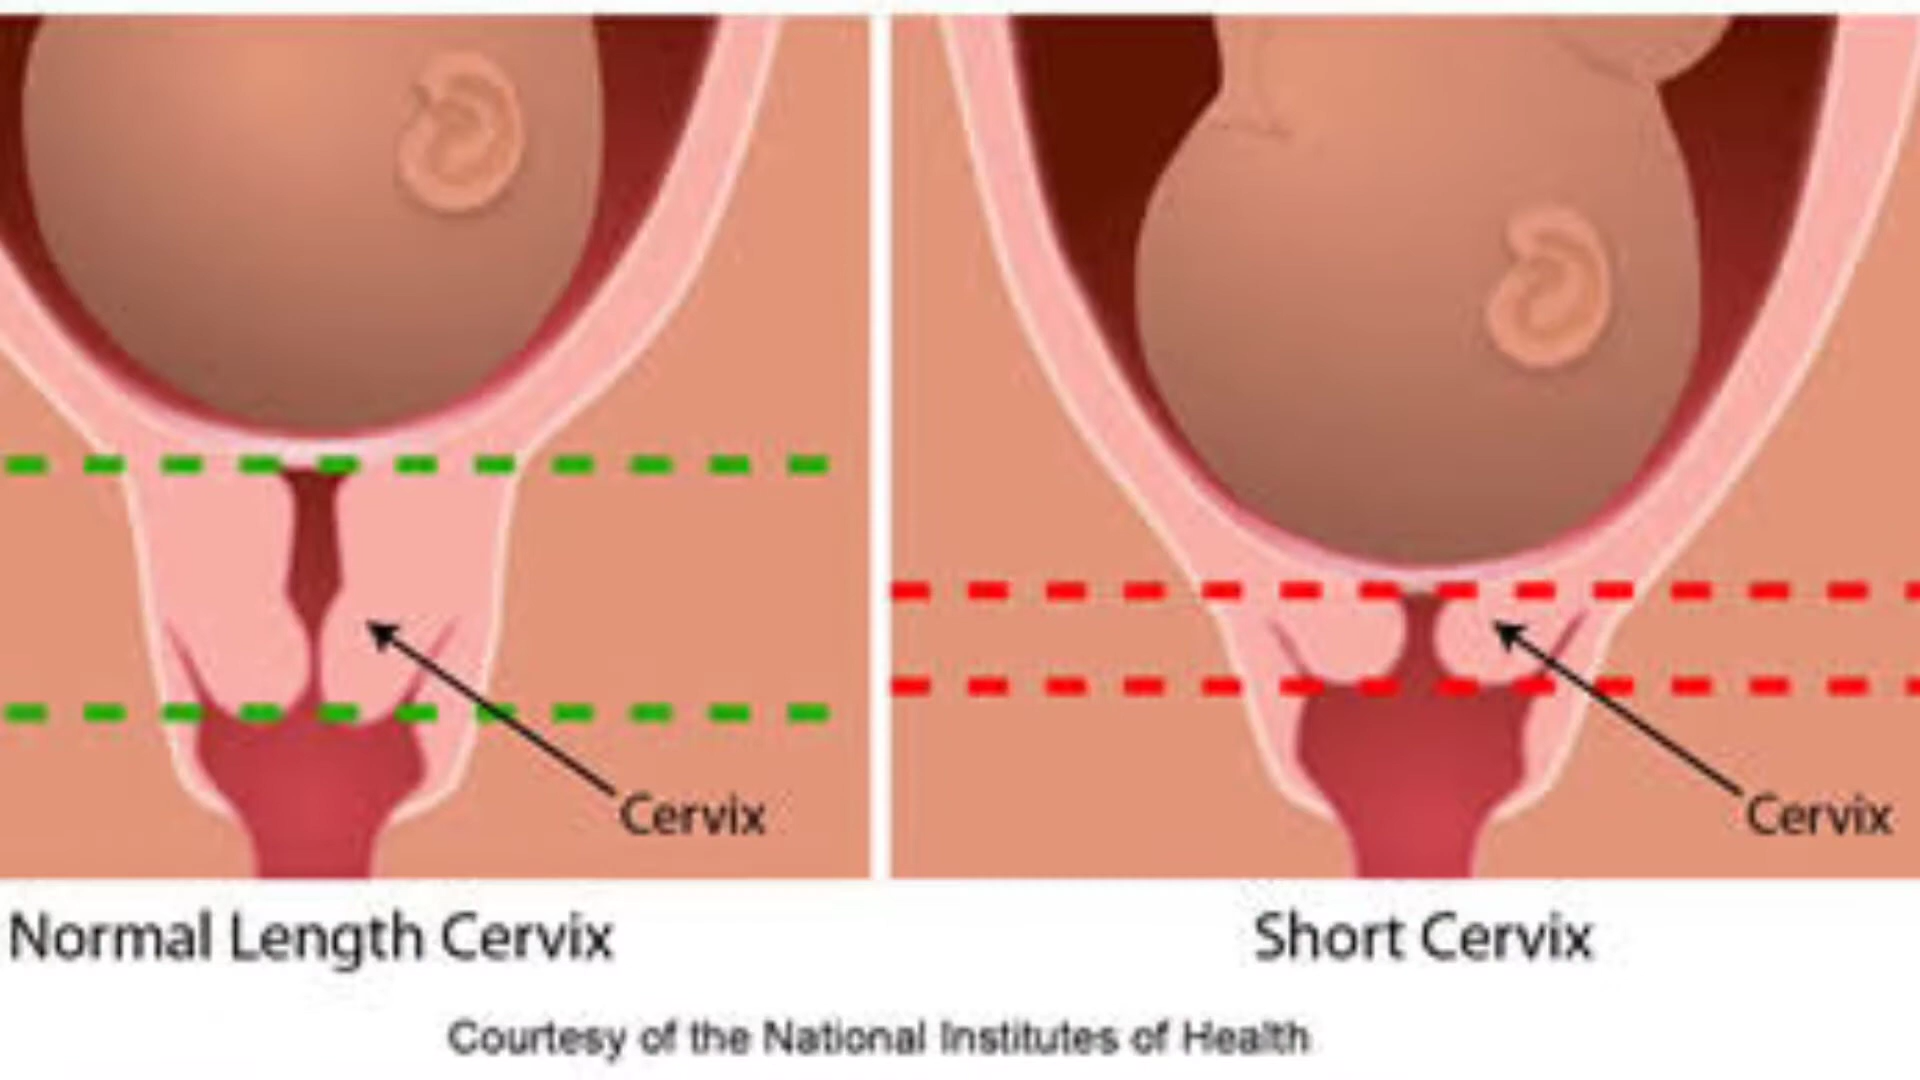 Cervix
Cervix
Normal Length Cervix
Short Cervix
Courtesy of the National Institutes of Health